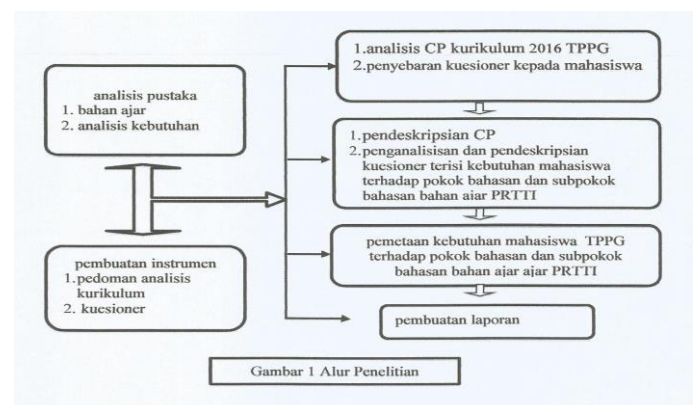 analisis pustaka
1. bahan ajar
2. analisis kebutuhan
pembuatan instrumen
1.pedoman analisis
kurikulum
2. kuesioner
1.analisis CP kurikulum 2016 TPPG
2.penyebaran kuesioner kepada mahasiswa
1.pendeskripsian CP
2.penganalisisan dan pendeskripsian
kuesioner terisi kebutuhan mahasiswa
terhadap pokok bahasan dan subpokok
bahasan bahan aiar PRTTI
pemetaan kebutuhan mahasiswa TPPG
terhadap pokok bahasan dan subpokok
bahasan bahan ajar ajar PRTTI
pembuatan laporan
Gambar 1 Alur Penelitian